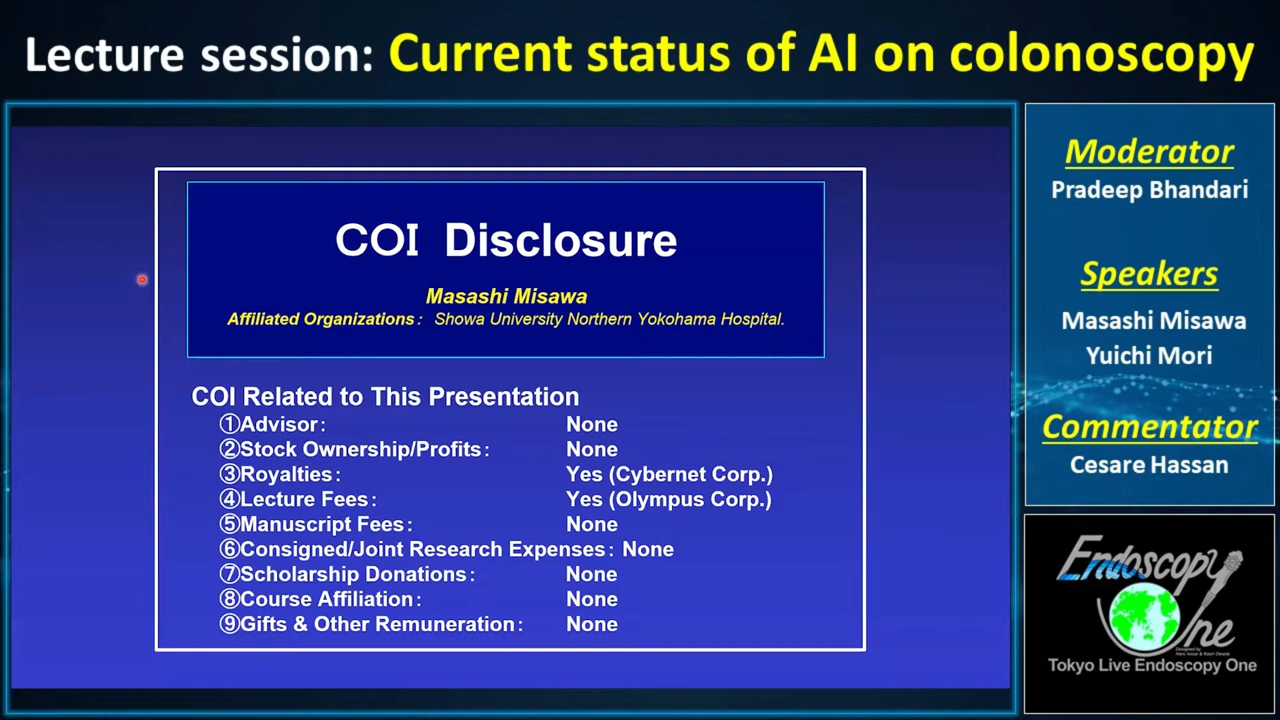 Lecture session: Current status of AI on colonoscopy
COI Disclosure
Masashi Misawa
Affiliated Organizations： Showa University Northern Yokohama Hospital.
COI Related to This Presentation
①Advisor： None
②Stock Ownership/Profits： None
③Royalties： Yes (Cybernet Corp.)
④Lecture Fees： Yes (Olympus Corp.)
⑤Manuscript Fees： None
⑥Consigned/Joint Research Expenses： None
⑦Scholarship Donations： None
⑧Course Affiliation： None
⑨Gifts & Other Remuneration： None
Moderator
Pradeep Bhandari
Speakers
Masashi Misawa
Yuichi Mori
Commentator
Cesare Hassan
Endoscopy
One
Designed by
Tokyo Live Endoscopy One